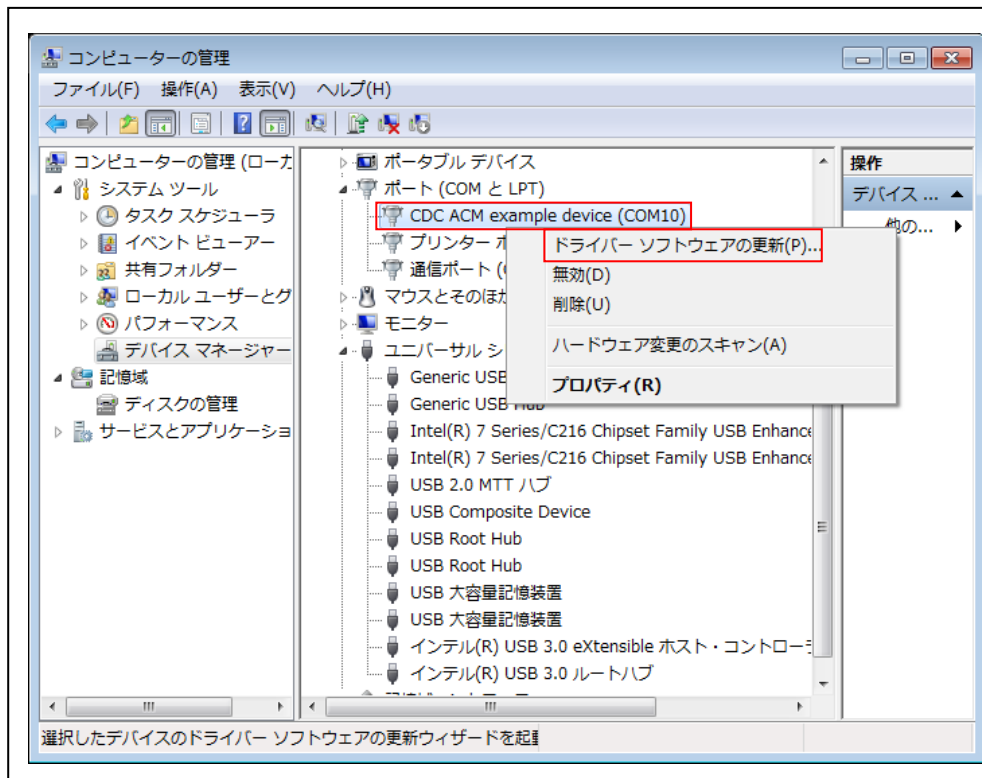 コンピューターの管理
ファイル(F) 操作(A) 表示(V) ヘルプ(H)
コンピューターの管理 (ローカ
システム ツール
タスク スケジューラ
イベント ビューアー
共有フォルダー
ローカル ユーザーとグ
パフォーマンス
デバイス マネージャー
記憶域
ディスクの管理
サービスとアプリケーショ
ポータブル デバイス
ポート (COM と LPT)
CDC ACM example device (COM10)
プリンター ポ
通信ポート (
マウスとそのほか
モニター
ユニバーサル シ
Generic USB
Generic USB Hub
Intel(R) 7 Series/C216 Chipset Family USB Enhance
Intel(R) 7 Series/C216 Chipset Family USB Enhance
USB 2.0 MTT ハブ
USB Composite Device
USB Root Hub
USB Root Hub
USB 大容量記憶装置
USB 大容量記憶装置
インテル(R) USB 3.0 eXtensible ホスト・コントローラ
インテル(R) USB 3.0 ルートハブ
ドライバー ソフトウェアの更新(P)...
無効(D)
削除(U)
ハードウェア変更のスキャン(A)
プロパティ(R)
操作
デバイス ...
他の...
選択したデバイスのドライバー ソフトウェアの更新ウィザードを起動